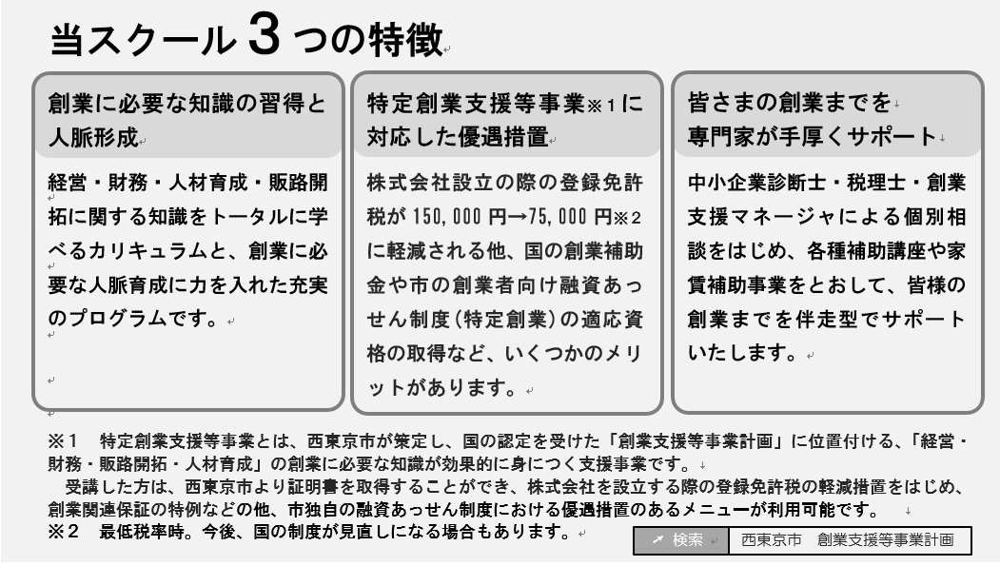 当スクール3つの特徴
創業に必要な知識の習得と
人脈形成
経営・財務・人材育成・販路開
拓に関する知識をトータルに学
べるカリキュラムと、創業に必
要な人脈育成に力を入れた充実
のプログラムです。
特定創業支援等事業※1に
対応した優遇措置
株式会社設立の際の登録免許
税が150,000円→75,000円※2
に軽減される他、国の創業補助
金や市の創業者向け融資あっ
せん制度(特定創業)の適応資
格の取得など、いくつかのメリ
ットがあります。
皆さまの創業までを
専門家が手厚くサポート
中小企業診断士・税理士・創業
支援マネージャによる個別相
談をはじめ、各種補助講座や家
賃補助事業をとおして、皆様の
創業までを伴走型でサポート
いたします。
※1　特定創業支援等事業とは、西東京市が策定し、国の認定を受けた「創業支援等事業計画」に位置付ける、「経営・
財務・販路開拓・人材育成」の創業に必要な知識が効果的に身につく支援事業です。
　受講した方は、西東京市より証明書を取得することができ、株式会社を設立する際の登録免許税の軽減措置をはじめ、
創業関連保証の特例などの他、市独自の融資あっせん制度における優遇措置のあるメニューが利用可能です。
※2　最低税率時。今後、国の制度が見直しになる場合もあります。
検索　西東京市　創業支援等事業計画